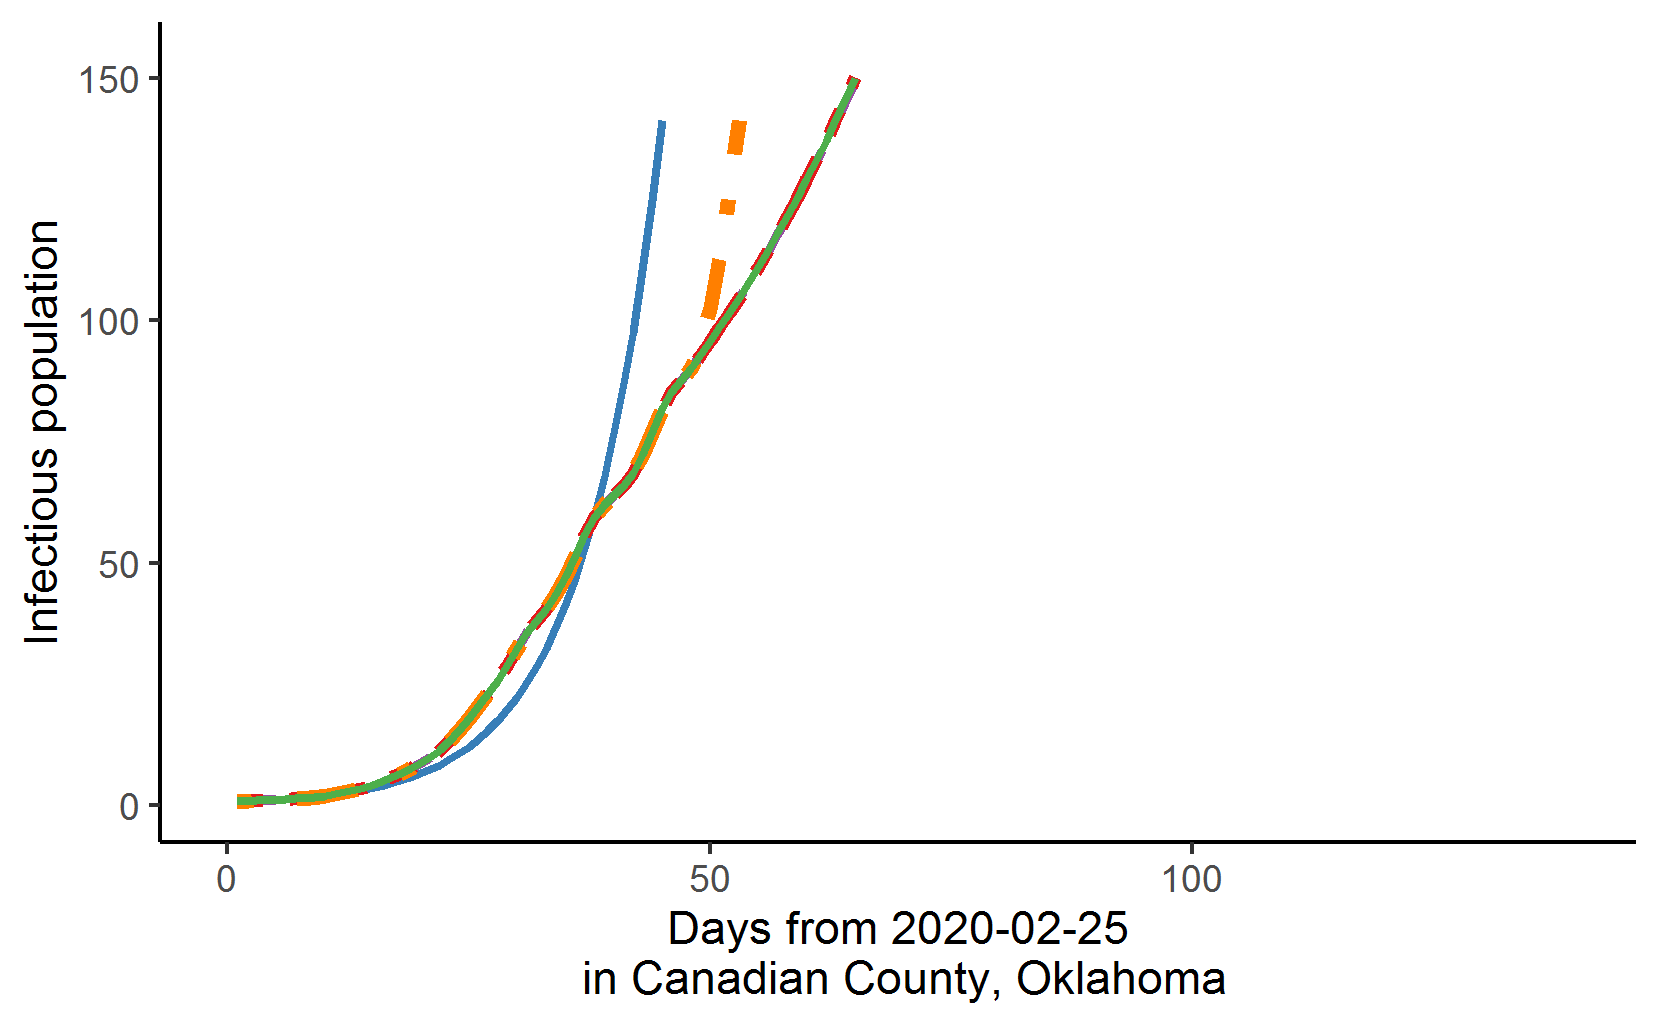 150
100
50
0
Infectious population
0 50 100
Days from 2020-02-25
in Canadian County, Oklahoma